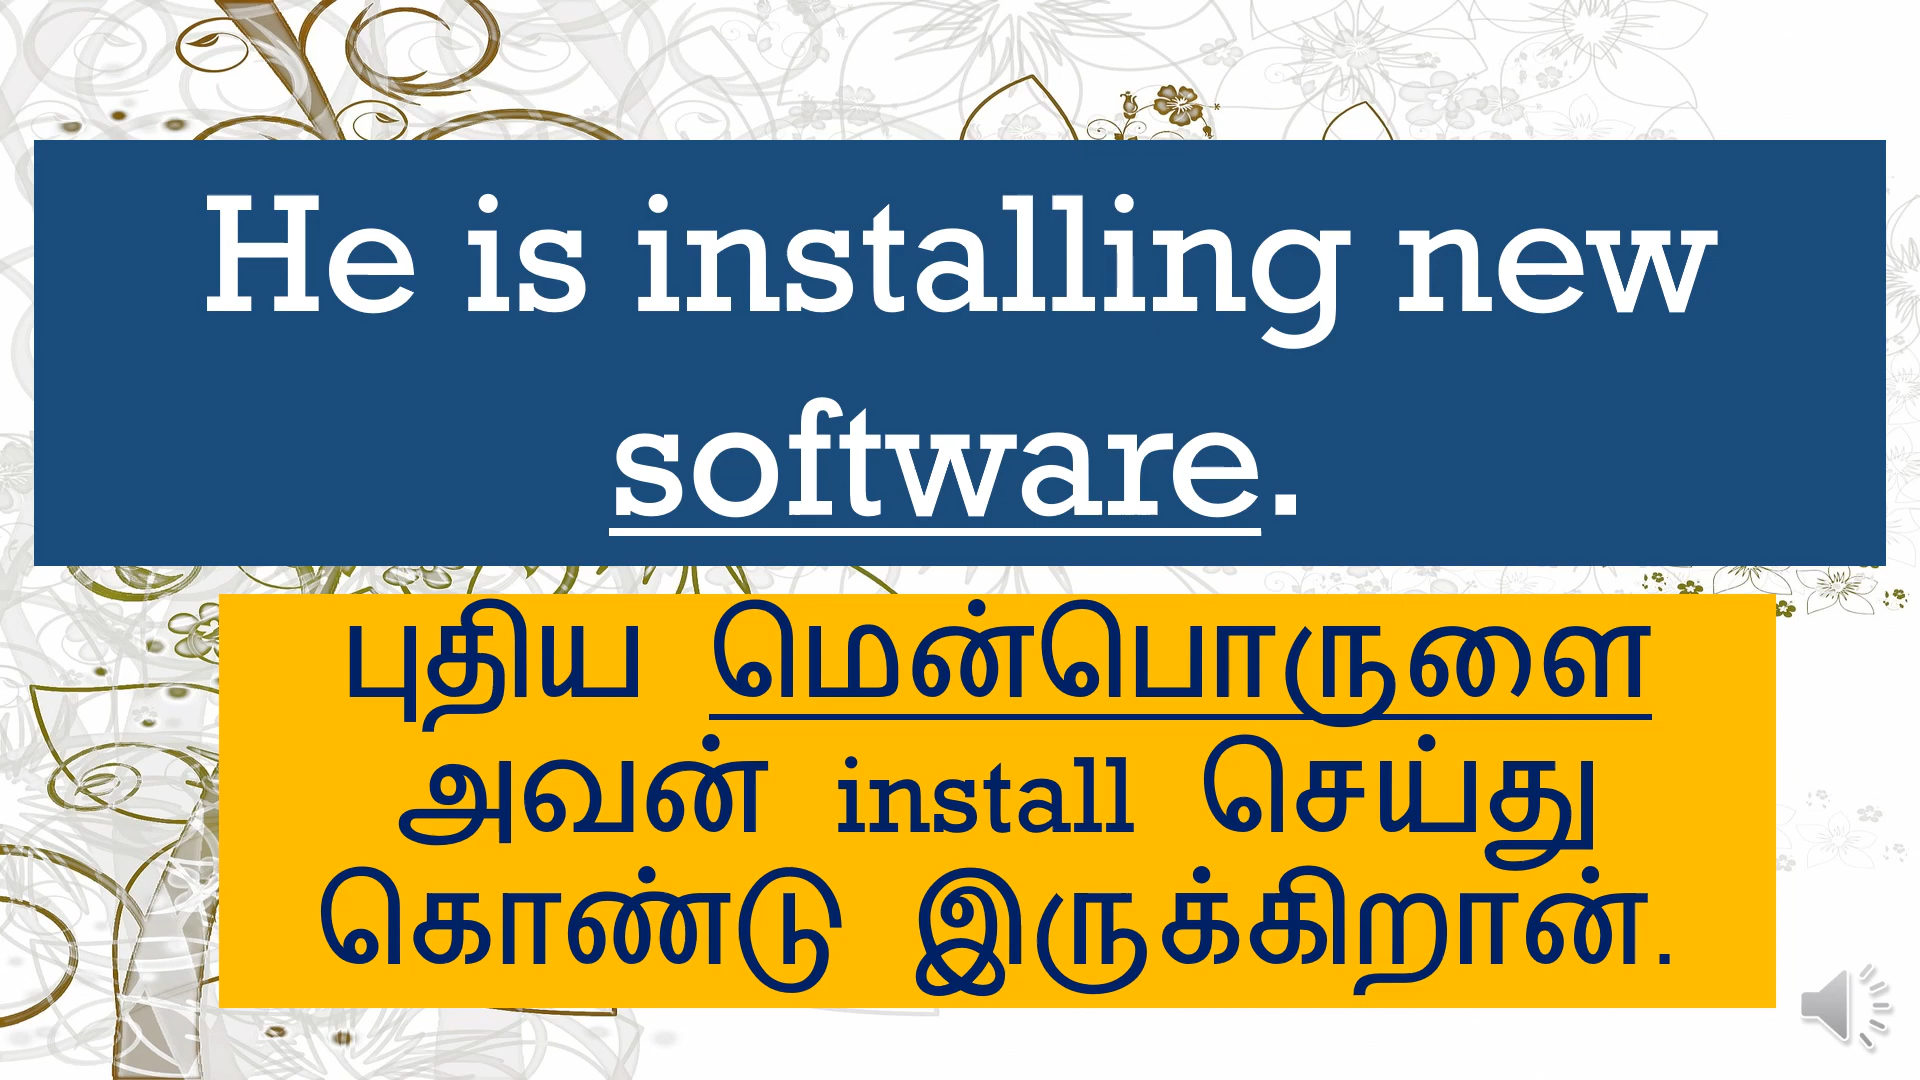 He is installing new
software.
புதிய மென்பொருளை
அவன் install செய்து
கொண்டு இருக்கிறான்.